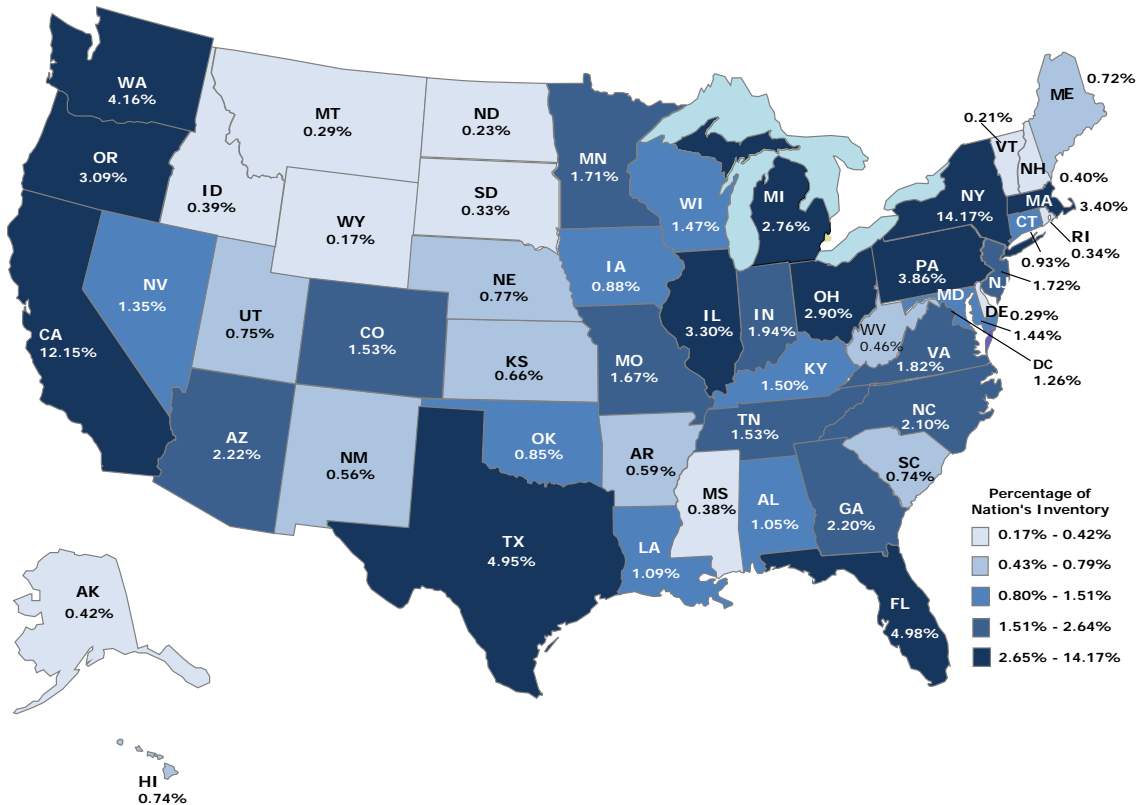 WA
4.16%
OR
3.09%
CA
12.15%
NV
1.35%
ID
0.39%
MT
0.29%
WY
0.17%
UT
0.75%
AZ
2.22%
CO
1.53%
NM
0.56%
ND
0.23%
SD
0.33%
NE
0.77%
KS
0.66%
OK
0.85%
TX
4.95%
MN
1.71%
IA
0.88%
MO
1.67%
AR
0.59%
LA
1.09%
WI
1.47%
IL
3.30%
MI
2.76%
IN
1.94%
OH
2.90%
KY
1.50%
TN
1.53%
MS
0.38%
AL
1.05%
GA
2.20%
FL
4.98%
SC
0.74%
NC
2.10%
VA
1.82%
WV
0.46%
PA
3.86%
NY
14.17%
0.21%
VT
NH
0.40%
ME
0.72%
MA
3.40%
CT
0.93%
RI
0.34%
NJ
1.72%
DE
0.29%
MD
1.44%
DC
1.26%
AK
0.42%
HI
0.74%
Percentage of
Nation's Inventory
0.17% - 0.42%
0.43% - 0.79%
0.80% - 1.51%
1.51% - 2.64%
2.65% - 14.17%